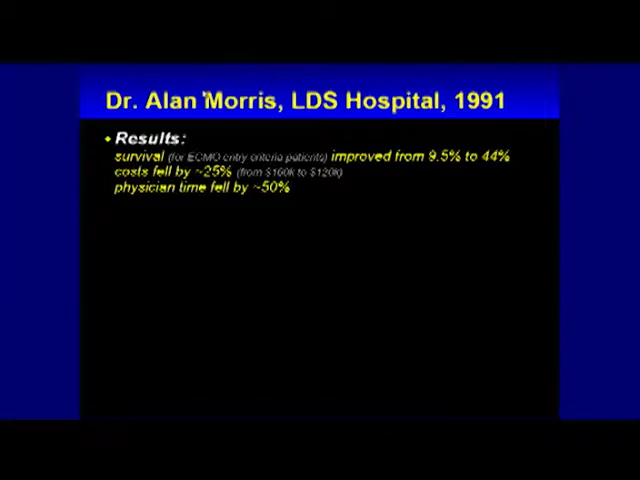 Dr. Alan Morris, LDS Hospital, 1991
• Results:
survival (for ECMO entry criteria patients) improved from 9.5% to 44%
costs fell by ~25% (from $160k to $120k)
physician time fell by ~50%